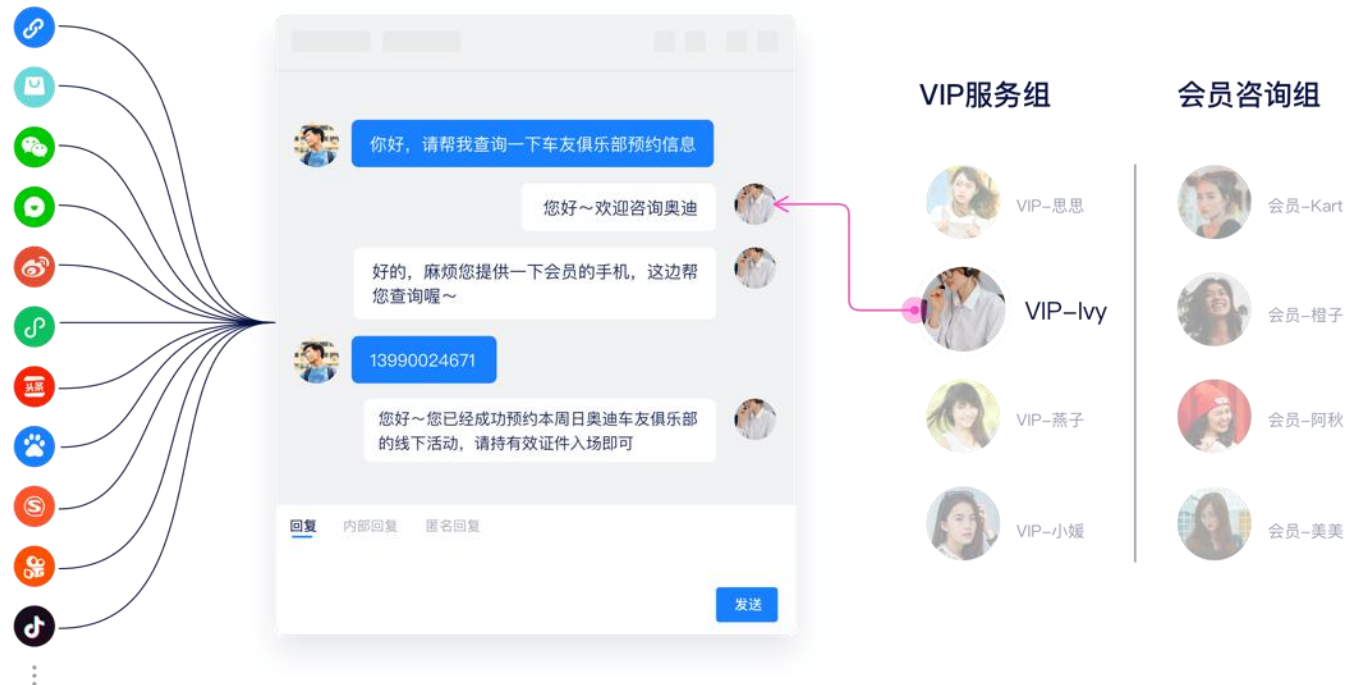 头条
你好，请帮我查询一下车友俱乐部预约信息
您好～欢迎咨询奥迪
好的，麻烦您提供一下会员的手机，这边帮
您查询喔～
13990024671
您好～您已经成功预约本周日奥迪车友俱乐部
的线下活动，请持有效证件入场即可
回复 内部回复 匿名回复
发送
VIP服务组
VIP–思思
VIP–Ivy
VIP–燕子
VIP–小媛
会员咨询组
会员–Kart
会员–橙子
会员–阿秋
会员–美美